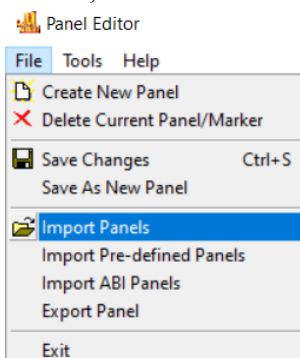 Panel Editor
File Tools Help
Create New Panel
Delete Current Panel/Marker
Save Changes Ctrl+S
Save As New Panel
Import Panels
Import Pre-defined Panels
Import ABI Panels
Export Panel
Exit